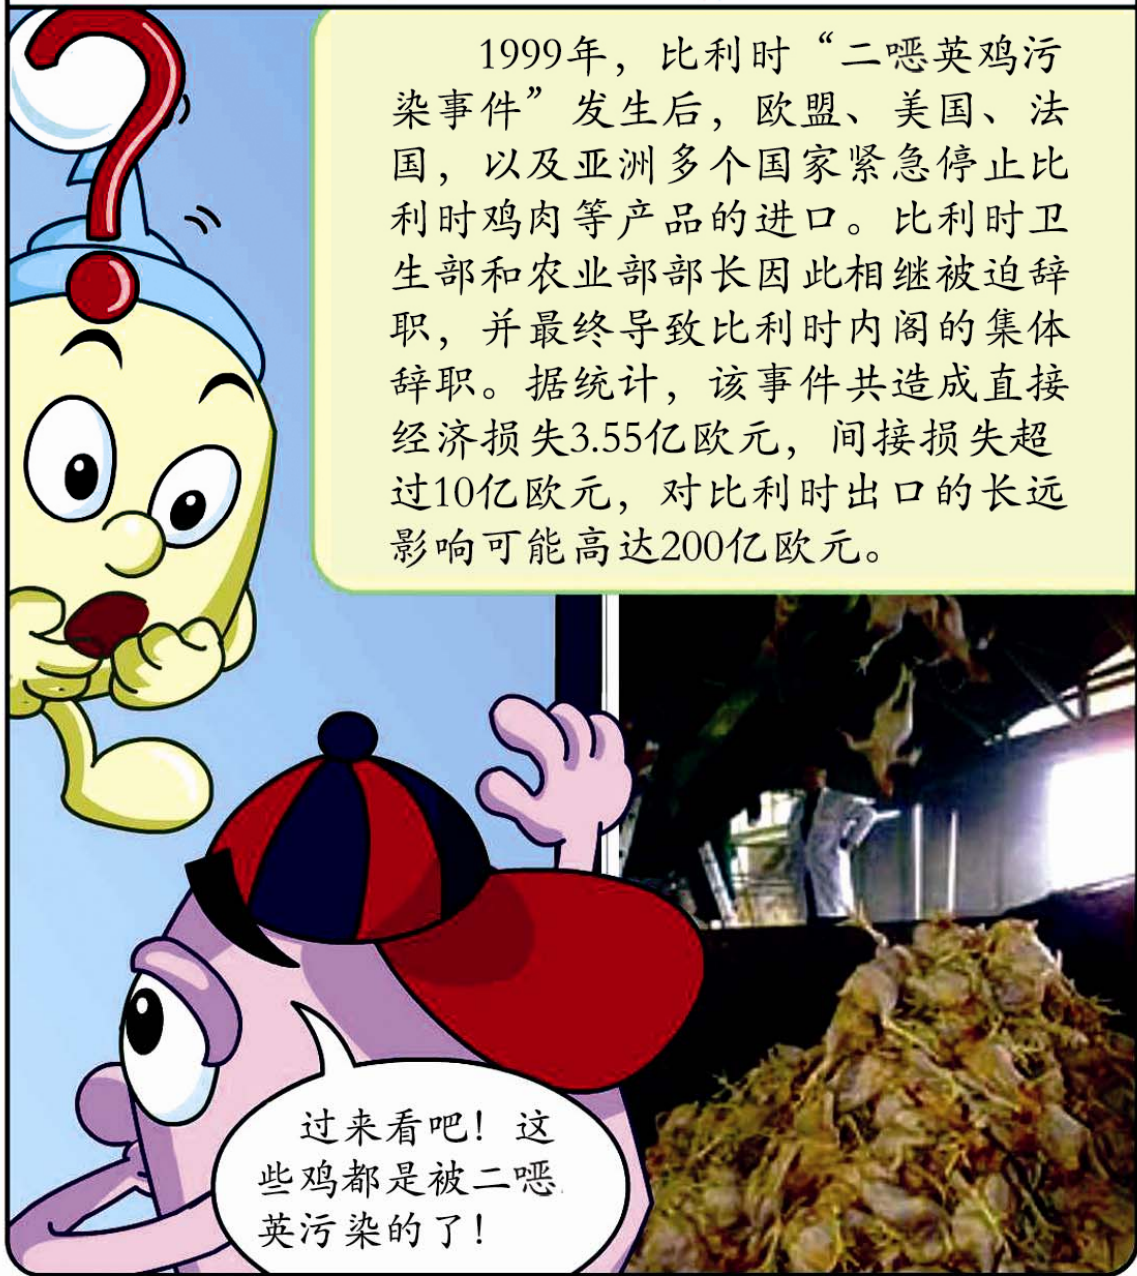 1999年，比利时“二噁英鸡污
染事件”发生后，欧盟、美国、法
国，以及亚洲多个国家紧急停止比
利时鸡肉等产品的进口。比利时卫
生部和农业部部长因此相继被迫辞
职，并最终导致比利时内阁的集体
辞职。据统计，该事件共造成直接
经济损失3.55亿欧元，间接损失超
过10亿欧元，对比利时出口的长远
影响可能高达200亿欧元。
过来看吧！这
些鸡都是被二噁
英污染的了！